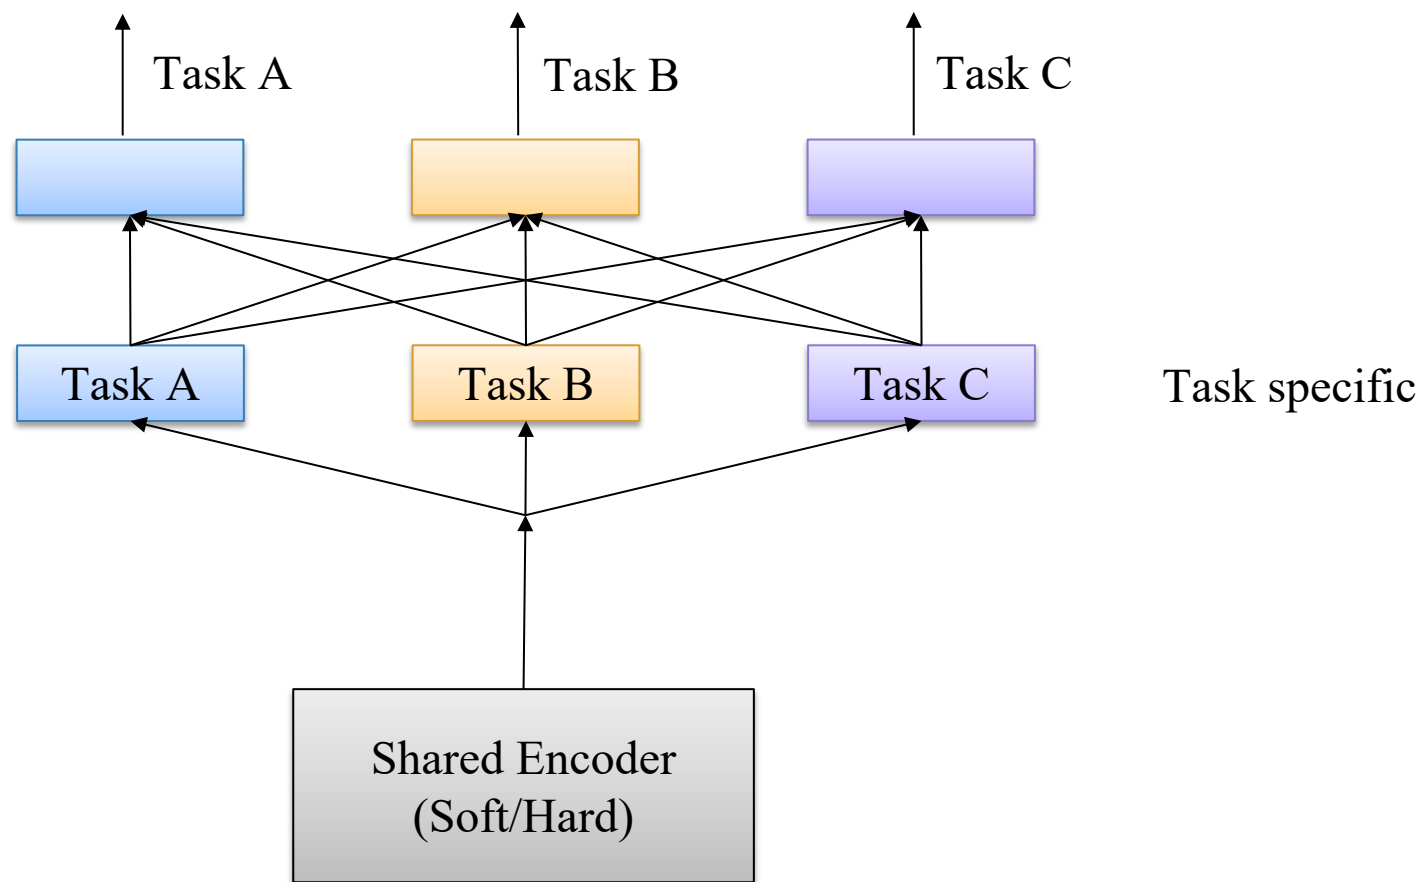 Task A
Task B
Task C
Task A
Task B
Task C
Task specific
Shared Encoder
(Soft/Hard)